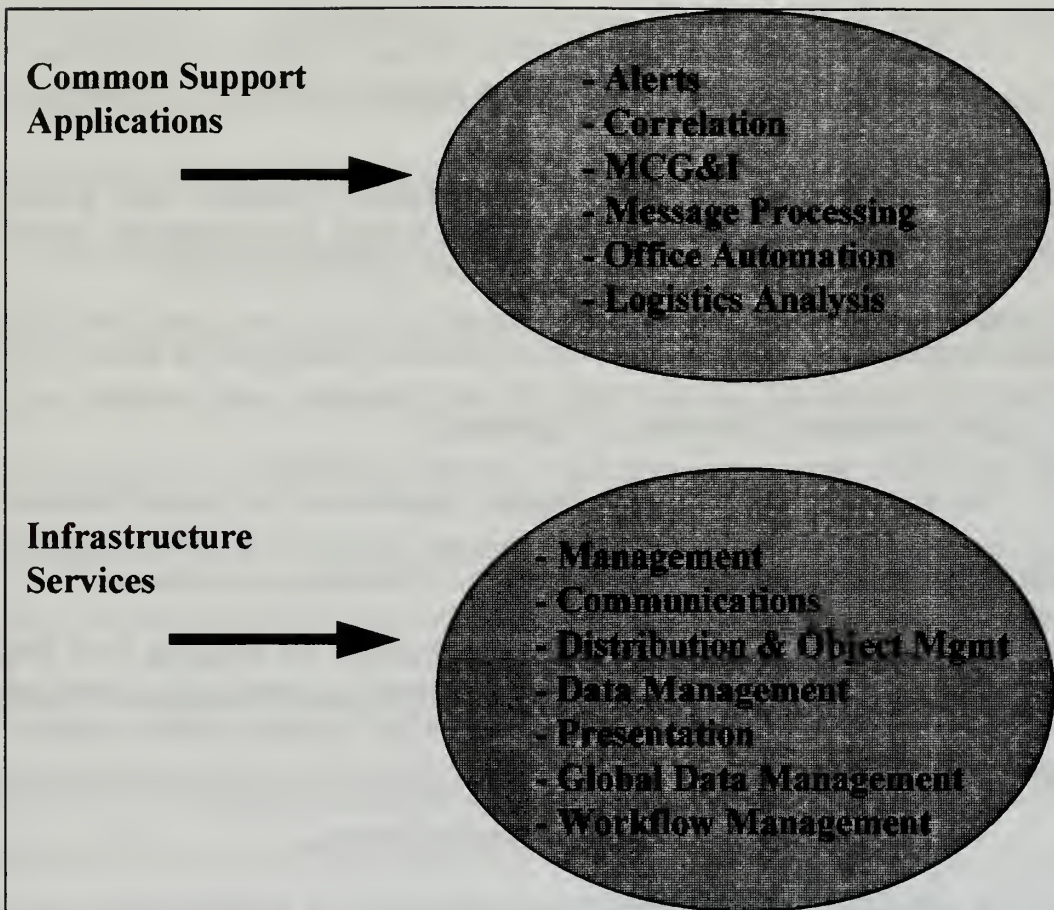 Common Support
Applications
- Alerts
- Correlation
- MCG&I
- Message Processing
- Office Automation
- Logistics Analysis
Infrastructure
Services
- Management
- Communications
- Distribution & Object Mgmt
- Data Management
- Presentation
- Global Data Management
- Workflow Management